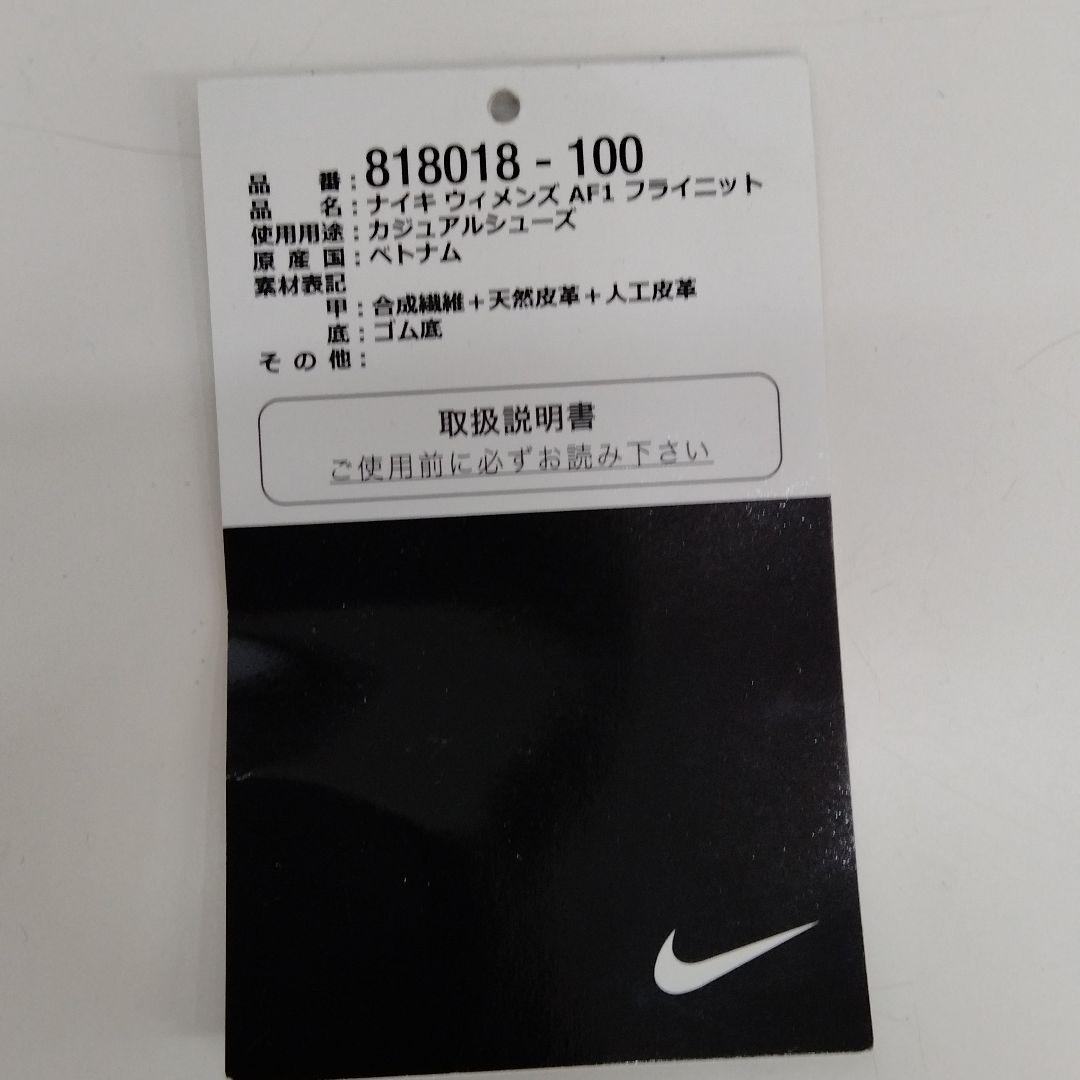 品番：818018 - 100
品名：ナイキ ウィメンズ AF1 フライニット
使用用途：カジュアルシューズ
原産国：ベトナム
素材表記
甲：合成繊維＋天然皮革＋人工皮革
底：ゴム底
その他：
取扱説明書
ご使用前に必ずお読み下さい